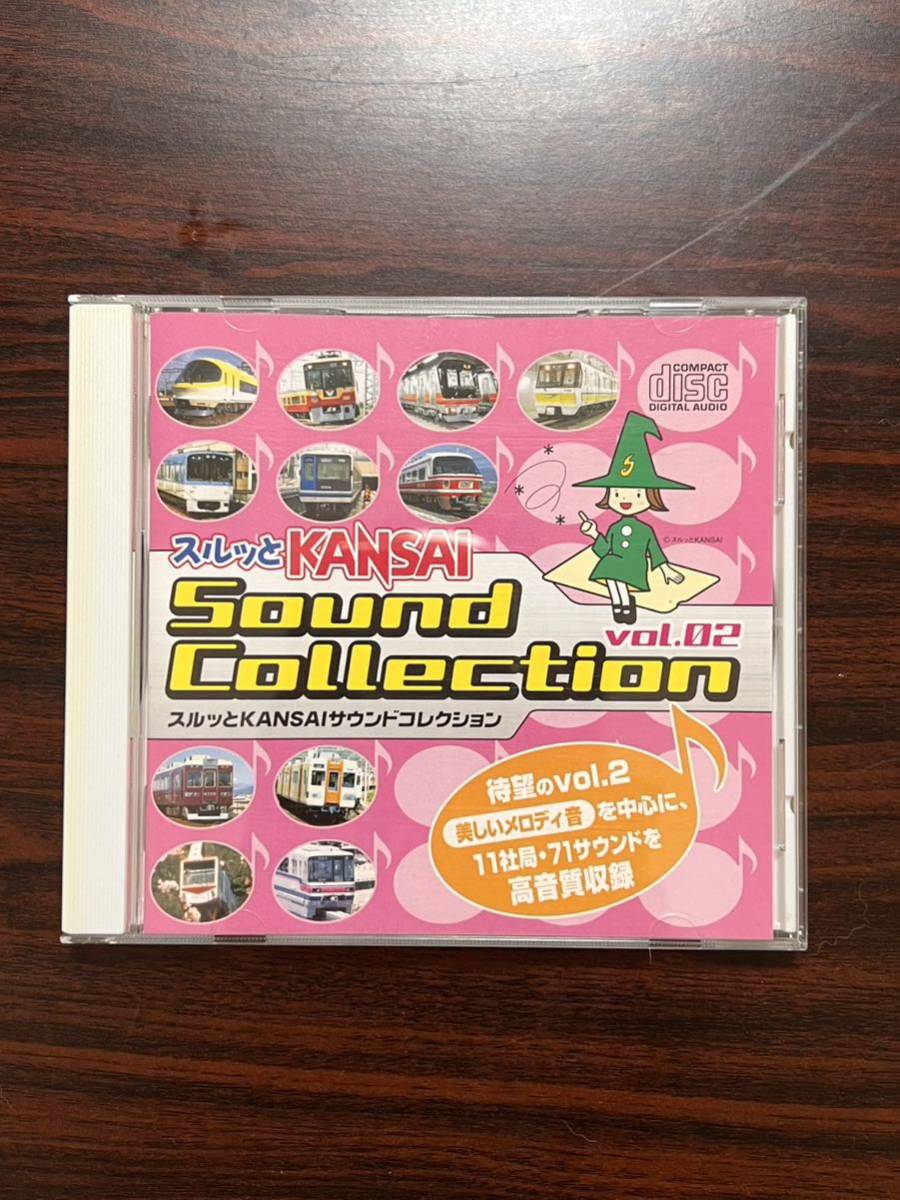 COMPACT
disc
DIGITAL AUDIO
S
©スルッとKANSAI
スルッとKANSAI
Sound
vol.02
Collection
スルッとKANSAIサウンドコレクション
待望のvol.2
美しいメロディ音を中心に、
11社局・71サウンドを
高音質収録